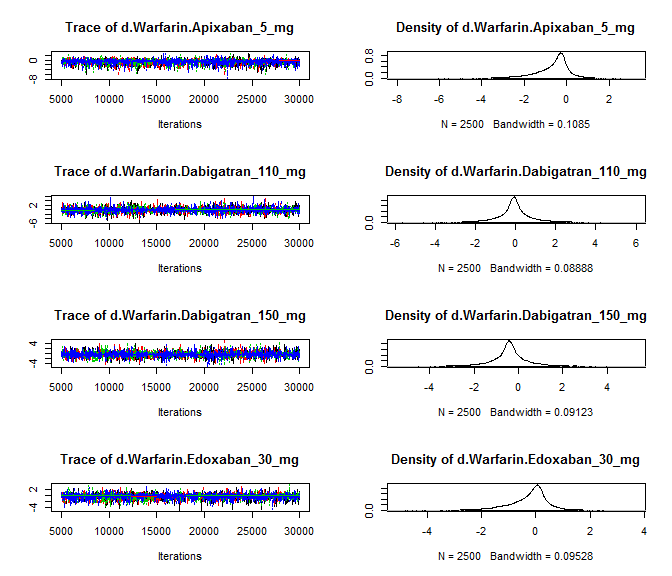 Trace of d.Warfarin.Apixaban_5_mg
0
-8
5000 10000 15000 20000 25000 30000
Iterations
Density of d.Warfarin.Apixaban_5_mg
0.8
0.0
-8 -6 -4 -2 0 2
N = 2500 Bandwidth = 0.1085
Trace of d.Warfarin.Dabigatran_110_mg
2
-6
5000 10000 15000 20000 25000 30000
Iterations
Density of d.Warfarin.Dabigatran_110_mg
0.0
-6 -4 -2 0 2 4 6
N = 2500 Bandwidth = 0.08888
Trace of d.Warfarin.Dabigatran_150_mg
4
-4
5000 10000 15000 20000 25000 30000
Iterations
Density of d.Warfarin.Dabigatran_150_mg
0.0
-4 -2 0 2 4
N = 2500 Bandwidth = 0.09123
Trace of d.Warfarin.Edoxaban_30_mg
2
-4
5000 10000 15000 20000 25000 30000
Iterations
Density of d.Warfarin.Edoxaban_30_mg
0.0
-4 -2 0 2 4
N = 2500 Bandwidth = 0.09528